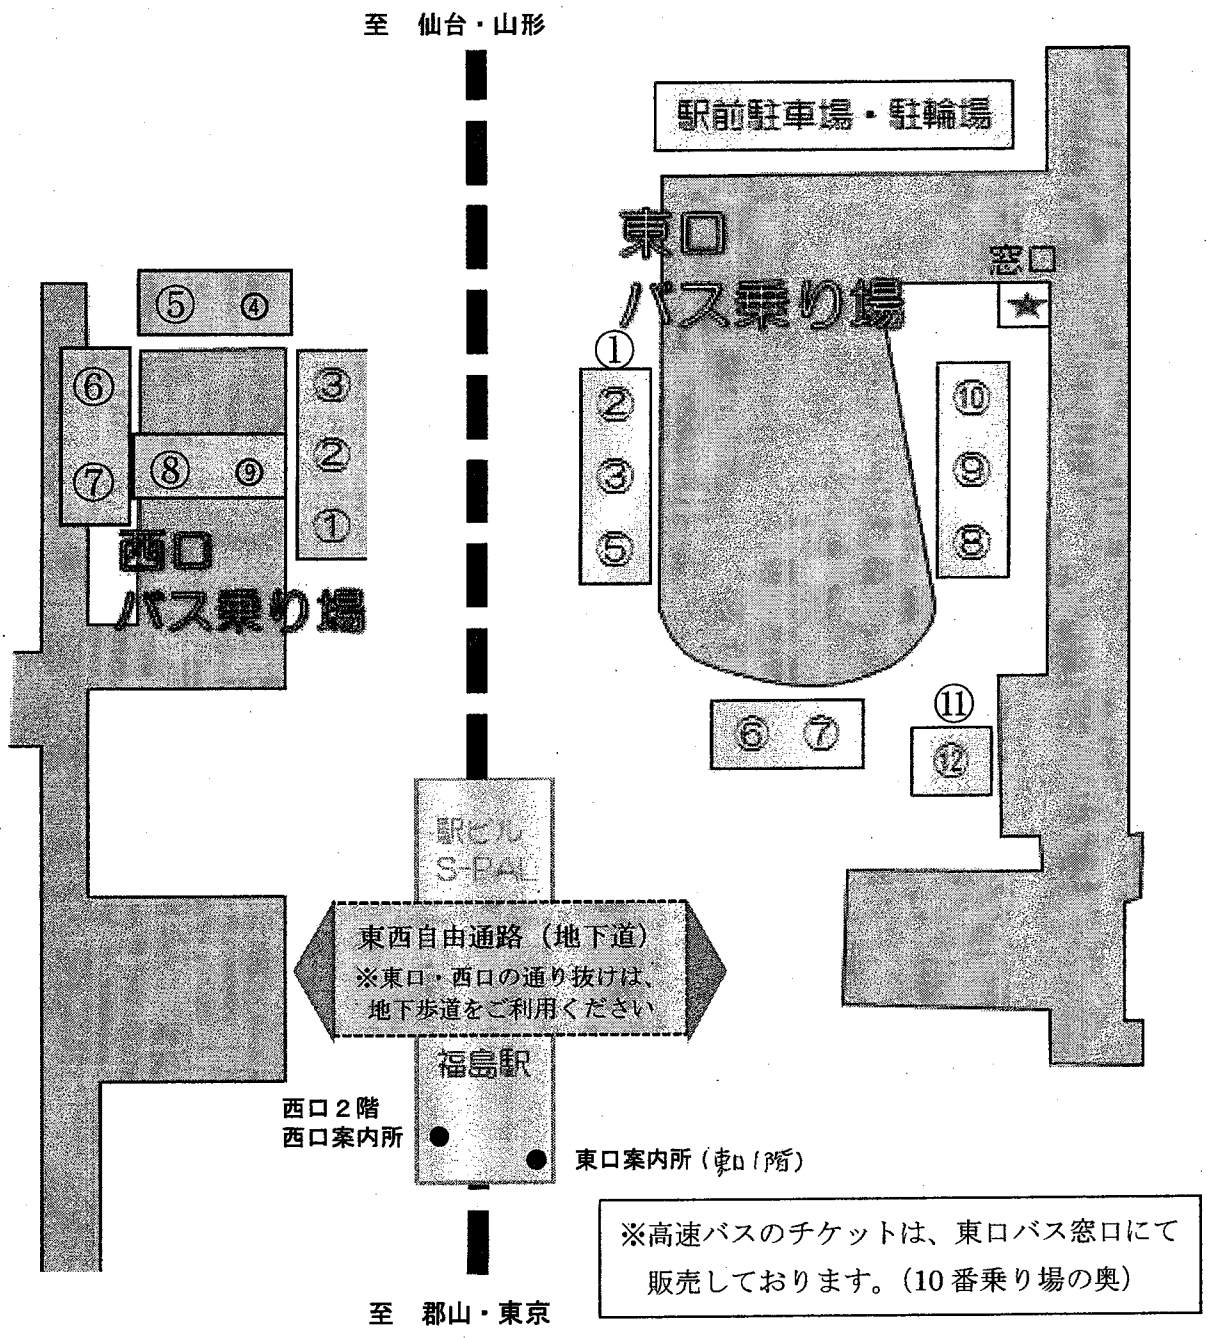 至 仙台・山形
駅前駐車場・駐輪場
東口
バス乗り場
窓口
★
①
②
③
⑤
⑩
⑨
⑧
⑥ ⑦
⑪
⑫
⑤ ④
⑥
⑦
⑧ ⑨
③
②
①
西口
バス乗り場
駅ビル
S-PAL
東西自由通路（地下道）
※東口・西口の通り抜けは、
地下歩道をご利用ください
福島駅
西口２階
西口案内所
東口案内所（東口1階）
※高速バスのチケットは、東口バス窓口にて
販売しております。（10番乗り場の奥）
至 郡山・東京